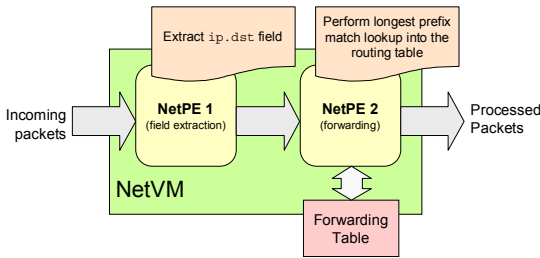 Extract ip.dst field
Perform longest prefix
match lookup into the
routing table
Incoming
packets
NetPE 1
(field extraction)
NetPE 2
(forwarding)
Processed
Packets
NetVM
Forwarding
Table